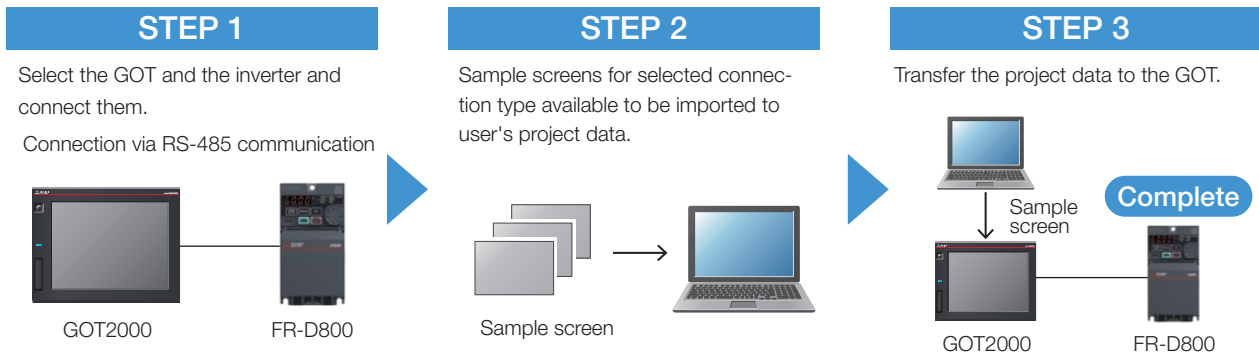 STEP 1
Select the GOT and the inverter and
connect them.
Connection via RS-485 communication
GOT2000
FR-D800
STEP 2
Sample screens for selected connec-
tion type available to be imported to
user's project data.
Sample screen
STEP 3
Transfer the project data to the GOT.
Sample
screen
Complete
GOT2000
FR-D800